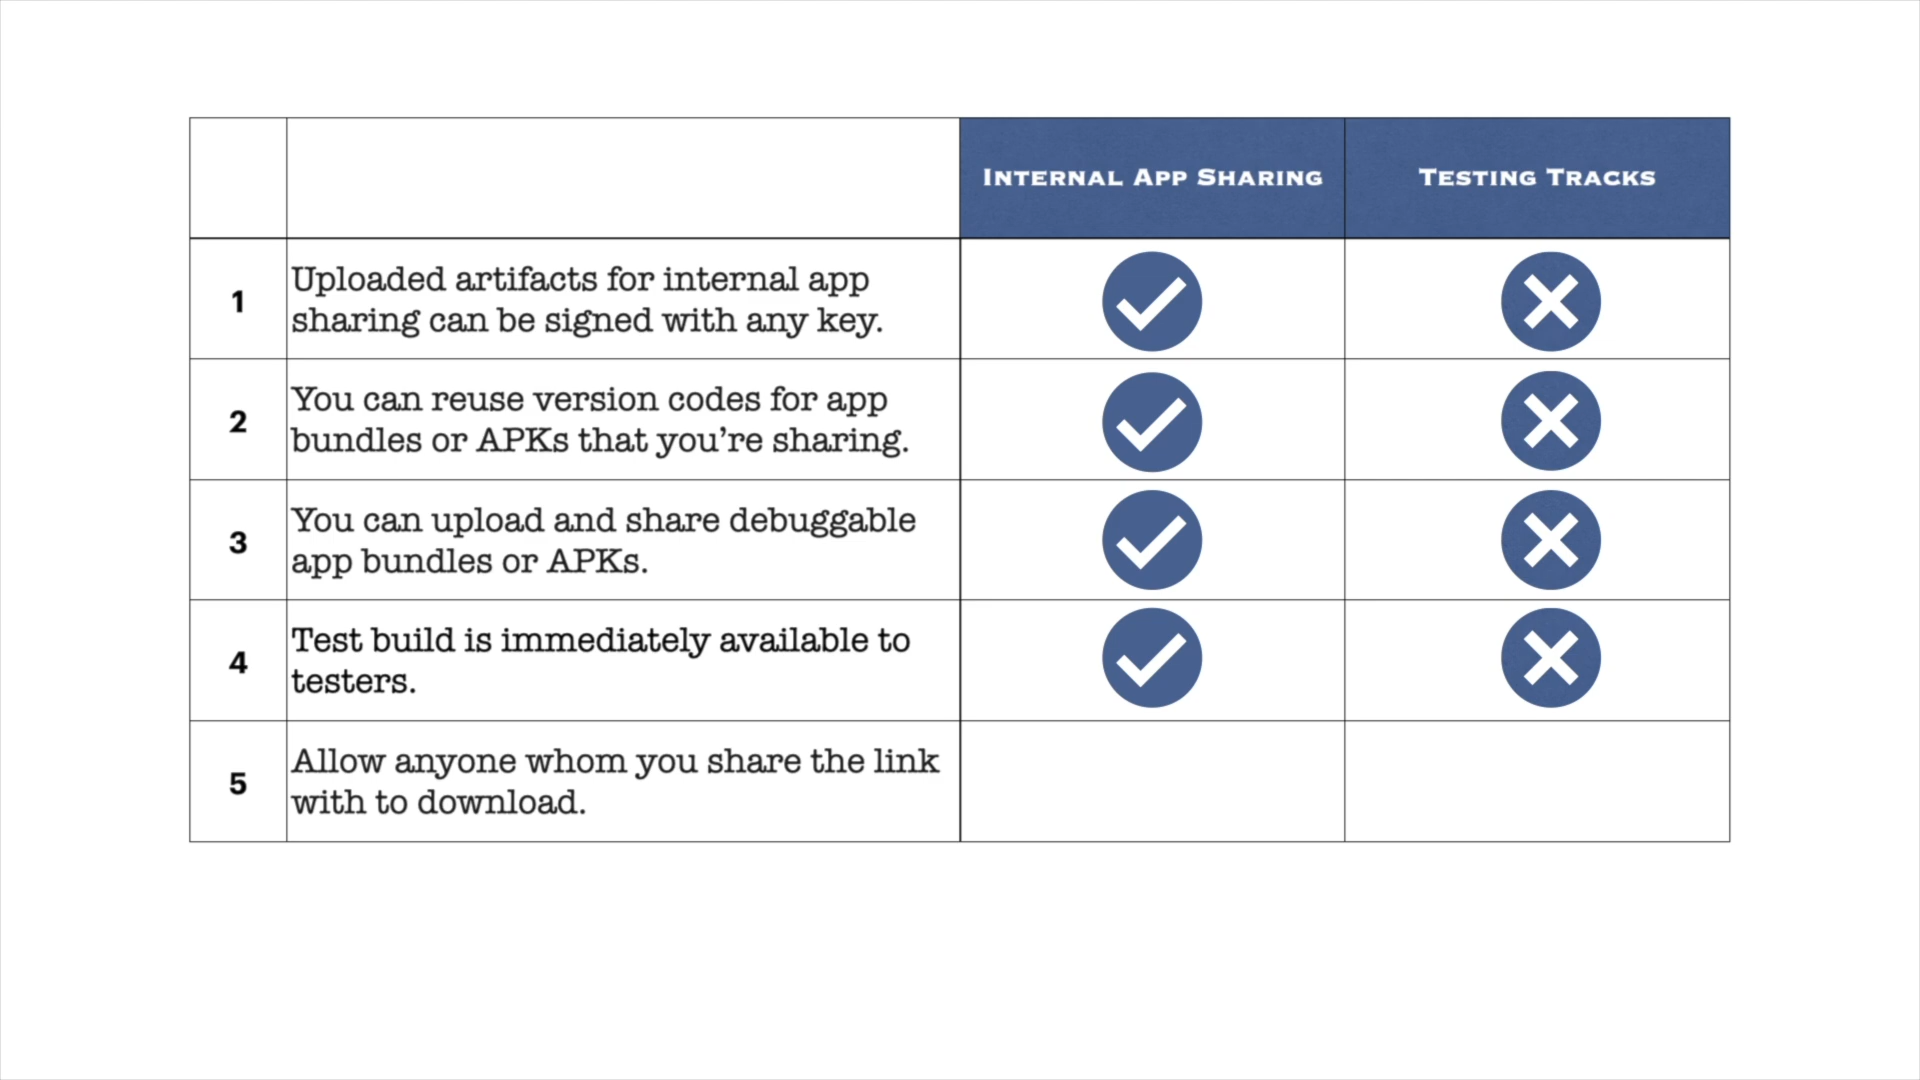 INTERNAL APP SHARING
TESTING TRACKS
1
Uploaded artifacts for internal app
sharing can be signed with any key.
2
You can reuse version codes for app
bundles or APKs that you’re sharing.
3
You can upload and share debuggable
app bundles or APKs.
4
Test build is immediately available to
testers.
5
Allow anyone whom you share the link
with to download.